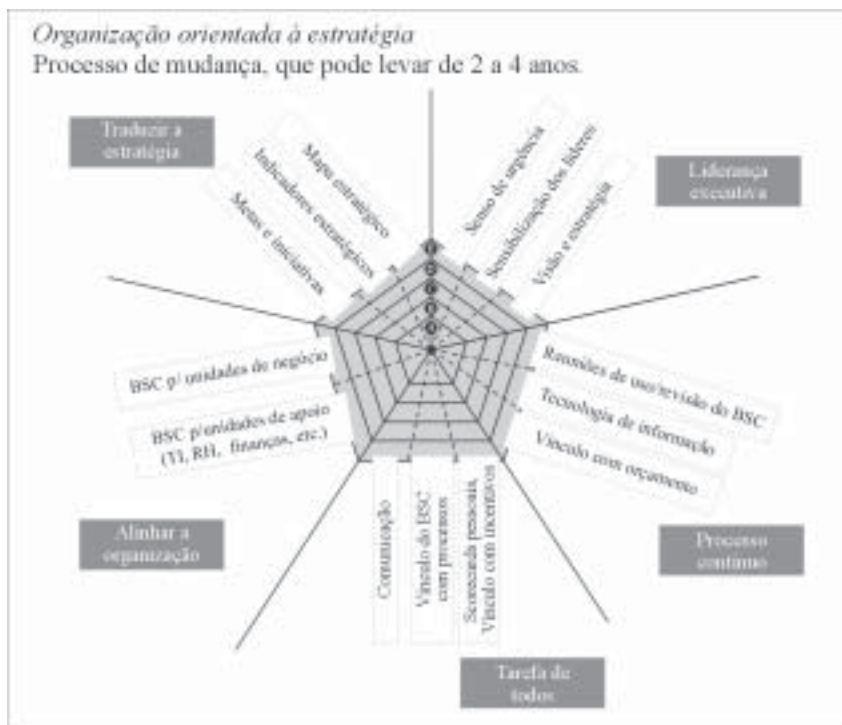 Organização orientada à estratégia
Processo de mudança, que pode levar de 2 a 4 anos.
Traduzir a
estratégia
Mapa estratégico
Indicadores estratégicos
Metas e iniciativas
Senso de urgência
Sensibilização dos líderes
Visão e estratégia
Liderança
executiva
BSC p/ unidades de negócio
BSC p/unidades de apoio
(TI, RH, finanças, etc.)
Reuniões de uso/revisão do BSC
Tecnologia de informação
Vínculo com orçamento
Alinhar a
organização
Comunicação
Vínculo do BSC
com processos
Scorecards pessoais,
Vínculo com incentivos
Processo
contínuo
Tarefa de
todos